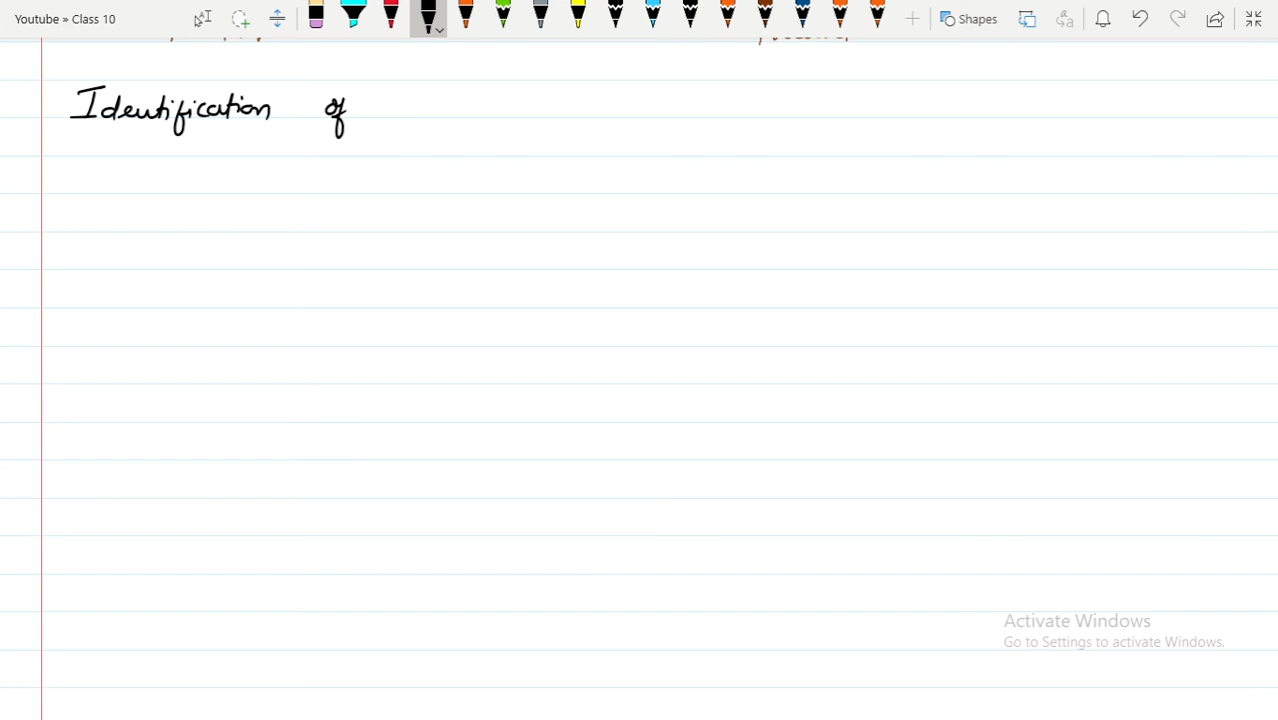 Youtube » Class 10
Shapes
Identification of
Activate Windows
Go to Settings to activate Windows.